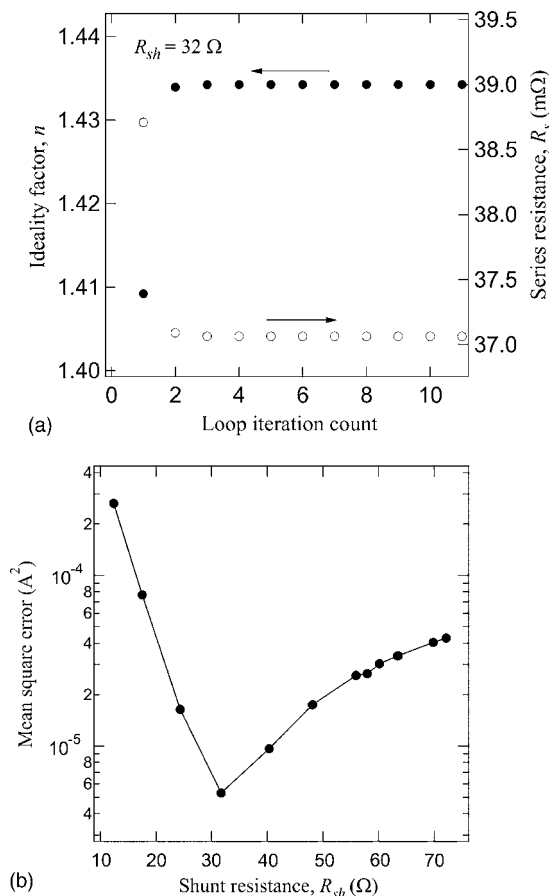 1.44
39.5
R_sh = 32 Ω
39.0
1.43
38.5
Ideality factor, n
Series resistance, R_s (mΩ)
1.42
38.0
1.41
37.5
37.0
1.40
0 2 4 6 8 10
Loop iteration count
(a)
4
2
10^-4
8
6
4
2
10^-5
8
6
4
Mean square error (A^2)
10 20 30 40 50 60 70
Shunt resistance, R_sh (Ω)
(b)